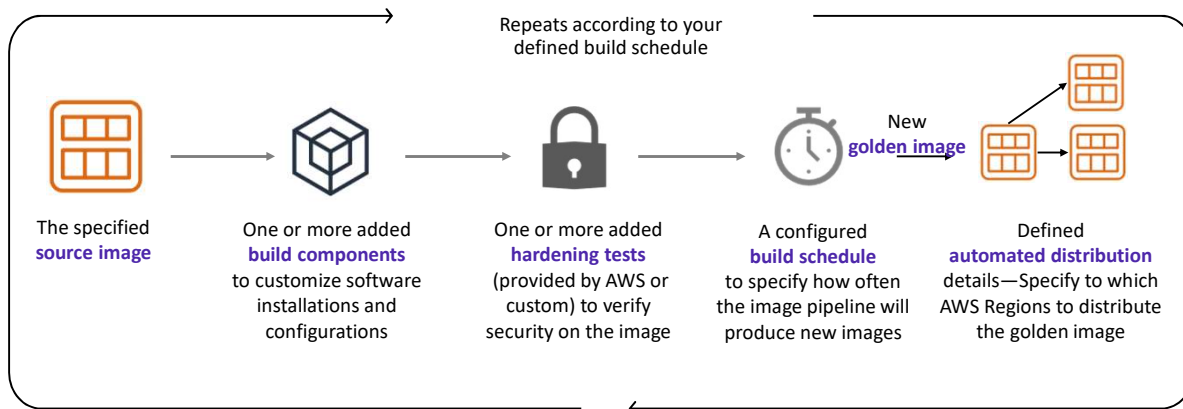 Repeats according to your
defined build schedule
New
golden image
The specified
source image
One or more added
build components
to customize software
installations and
configurations
One or more added
hardening tests
(provided by AWS or
custom) to verify
security on the image
A configured
build schedule
to specify how often
the image pipeline will
produce new images
Defined
automated distribution
details—Specify to which
AWS Regions to distribute
the golden image